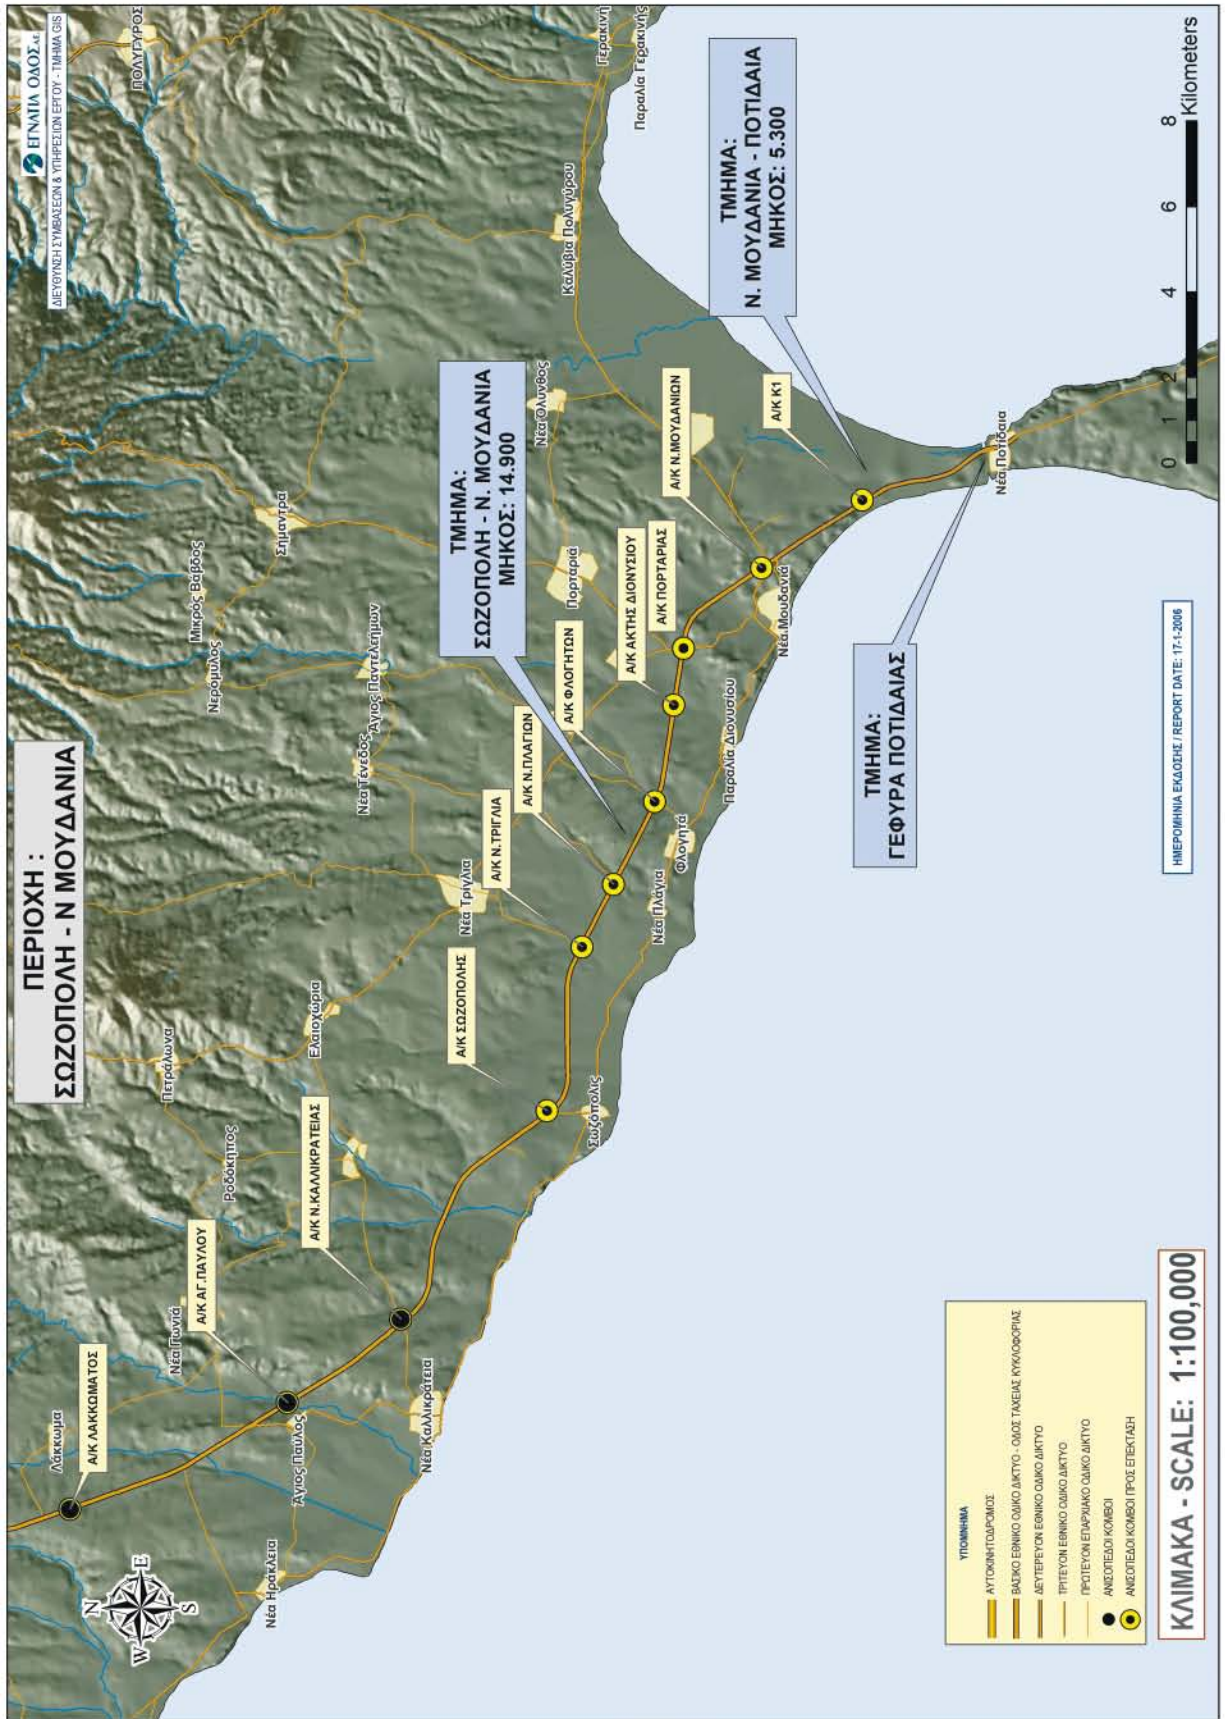 ΠΕΡΙΟΧΗ :
ΣΩΖΟΠΟΛΗ - Ν ΜΟΥΔΑΝΙΑ
ΕΓΝΑΤΙΑ ΟΔΟΣ Α.Ε.
ΔΙΕΥΘΥΝΣΗ ΣΥΜΒΑΣΕΩΝ & ΥΠΗΡΕΣΙΩΝ ΕΡΓΟΥ - ΤΜΗΜΑ GIS
ΠΟΛΥΓΥΡΟΣ
Λάκκωμα
Α/Κ ΛΑΚΚΩΜΑΤΟΣ
N
W
E
S
Νέα Ηράκλεια
Νέα Γωνιά
Α/Κ ΑΓ.ΠΑΥΛΟΥ
Άγιος Παύλος
Ροδόκηπος
Πετράλωνα
Α/Κ Ν.ΚΑΛΛΙΚΡΑΤΕΙΑΣ
Νέα Καλλικράτεια
Ελαιοχώρια
Α/Κ ΣΩΖΟΠΟΛΗΣ
Σωζόπολις
Νέα Τρίγλια
Α/Κ Ν.ΤΡΙΓΛΙΑ
Νέα Τένεδος
Άγιος Παντελεήμων
Νερόμυλος
Μικρός Βάβδος
Σήμαντρα
Α/Κ Ν.ΠΛΑΓΙΩΝ
Νέα Πλάγια
Α/Κ ΦΛΟΓΗΤΩΝ
Φλογητά
ΤΜΗΜΑ:
ΣΩΖΟΠΟΛΗ - Ν. ΜΟΥΔΑΝΙΑ
ΜΗΚΟΣ: 14.900
Πορταριά
Α/Κ ΑΚΤΗΣ ΔΙΟΝΥΣΙΟΥ
Α/Κ ΠΟΡΤΑΡΙΑΣ
Παραλία Διονυσίου
Νέα Όλυνθος
Α/Κ Ν.ΜΟΥΔΑΝΙΩΝ
Νέα Μουδανιά
Καλύβια Πολυγύρου
Γερακινή
Παραλία Γερακινής
Α/Κ Κ1
ΤΜΗΜΑ:
Ν. ΜΟΥΔΑΝΙΑ - ΠΟΤΙΔΑΙΑ
ΜΗΚΟΣ: 5.300
Νέα Ποτίδαια
ΤΜΗΜΑ:
ΓΕΦΥΡΑ ΠΟΤΙΔΑΙΑΣ
ΥΠΟΜΝΗΜΑ
ΑΥΤΟΚΙΝΗΤΟΔΡΟΜΟΣ
ΒΑΣΙΚΟ ΕΘΝΙΚΟ ΟΔΙΚΟ ΔΙΚΤΥΟ - ΟΔΟΣ ΤΑΧΕΙΑΣ ΚΥΚΛΟΦΟΡΙΑΣ
ΔΕΥΤΕΡΕΥΟΝ ΕΘΝΙΚΟ ΟΔΙΚΟ ΔΙΚΤΥΟ
ΤΡΙΤΕΥΟΝ ΕΘΝΙΚΟ ΟΔΙΚΟ ΔΙΚΤΥΟ
ΠΡΩΤΕΥΟΝ ΕΠΑΡΧΙΑΚΟ ΟΔΙΚΟ ΔΙΚΤΥΟ
ΑΝΙΣΟΠΕΔΟΙ ΚΟΜΒΟΙ
ΑΝΙΣΟΠΕΔΟΙ ΚΟΜΒΟΙ ΠΡΟΣ ΕΠΕΚΤΑΣΗ
ΚΛΙΜΑΚΑ - SCALE: 1:100,000
ΗΜΕΡΟΜΗΝΙΑ ΕΚΔΟΣΗΣ / REPORT DATE: 17-1-2006
0 1 2 4 6 8
Kilometers